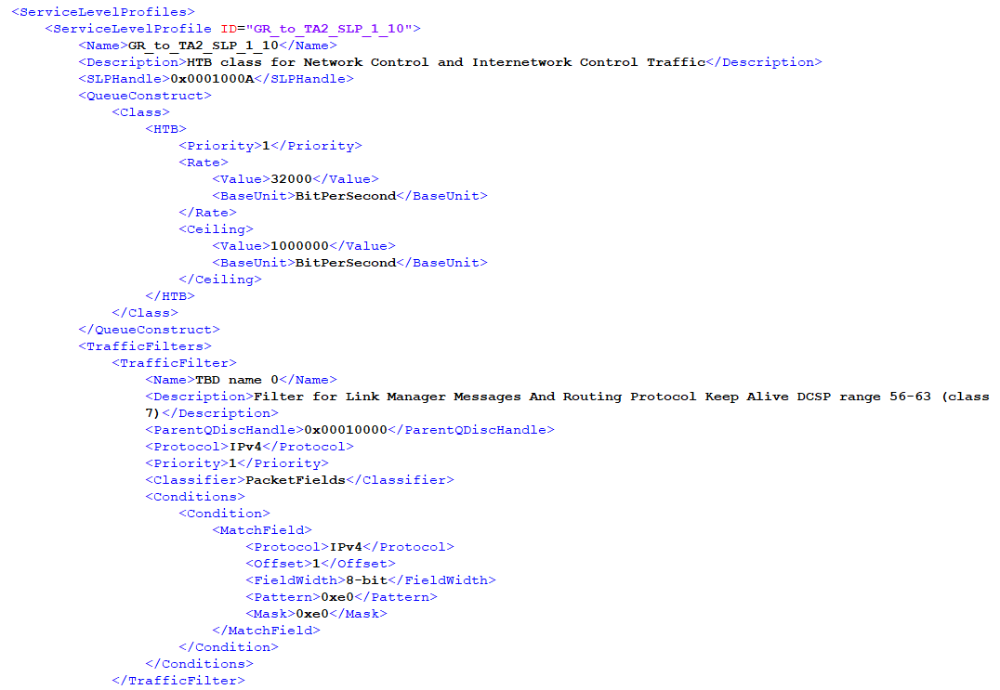 <ServiceLevelProfiles>
<ServiceLevelProfile ID="GR_to_TA2_SLP_1_10">
<Name>GR_to_TA2_SLP_1_10</Name>
<Description>HTB class for Network Control and Internetwork Control Traffic</Description>
<SLPHandle>0x0001000A</SLPHandle>
<QueueConstruct>
<Class>
<HTB>
<Priority>1</Priority>
<Rate>
<Value>32000</Value>
<BaseUnit>BitPerSecond</BaseUnit>
</Rate>
<Ceiling>
<Value>1000000</Value>
<BaseUnit>BitPerSecond</BaseUnit>
</Ceiling>
</HTB>
</Class>
</QueueConstruct>
<TrafficFilters>
<TrafficFilter>
<Name>TBD name 0</Name>
<Description>Filter for Link Manager Messages And Routing Protocol Keep Alive DCSP range 56-63 (class
7)</Description>
<ParentQDiscHandle>0x00010000</ParentQDiscHandle>
<Protocol>IPv4</Protocol>
<Priority>1</Priority>
<Classifier>PacketFields</Classifier>
<Conditions>
<Condition>
<MatchField>
<Protocol>IPv4</Protocol>
<Offset>1</Offset>
<FieldWidth>8-bit</FieldWidth>
<Pattern>0xe0</Pattern>
<Mask>0xe0</Mask>
</MatchField>
</Condition>
</Conditions>
</TrafficFilter>